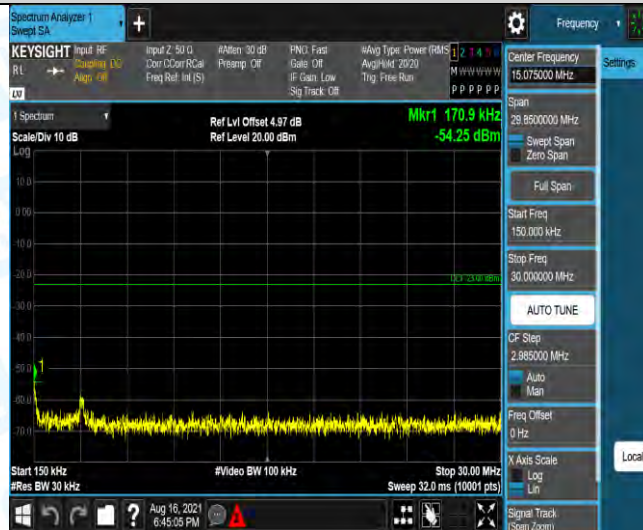 Spectrum Analyzer 1
Swept SA
+
Frequency
KEYSIGHT Input: RF
RL
Coupling: DC
Align: Off
Input Z: 50 Ω
Corr CCorr RCal
Freq Ref: Int (S)
#Atten: 30 dB
Preamp: Off
PNO: Fast
Gate: Off
IF Gain: Low
Sig Track: Off
#Avg Type: Power (RMS
Avg|Hold: 20/20
Trig: Free Run
1 2 3 4 5 6
M W W W W W
P P P P P P
LXI
1 Spectrum
Scale/Div 10 dB
Log
Ref Lvl Offset 4.97 dB
Ref Level 20.00 dBm
Mkr1 170.9 kHz
-54.25 dBm
10.0
0.00
-10.0
-20.0
-30.0
-40.0
-50.0
-60.0
-70.0
1
Start 150 kHz
#Res BW 30 kHz
#Video BW 100 kHz
Stop 30.00 MHz
Sweep 32.0 ms (10001 pts)
?
Aug 16, 2021
6:45:05 PM
Center Frequency
15.075000 MHz
Settings
Span
29.8500000 MHz
Swept Span
Zero Span
Full Span
Start Freq
150.000 kHz
Stop Freq
30.000000 MHz
AUTO TUNE
CF Step
2.985000 MHz
Auto
Man
Freq Offset
0 Hz
X Axis Scale
Log
Lin
Local
Signal Track
(Span Zoom)